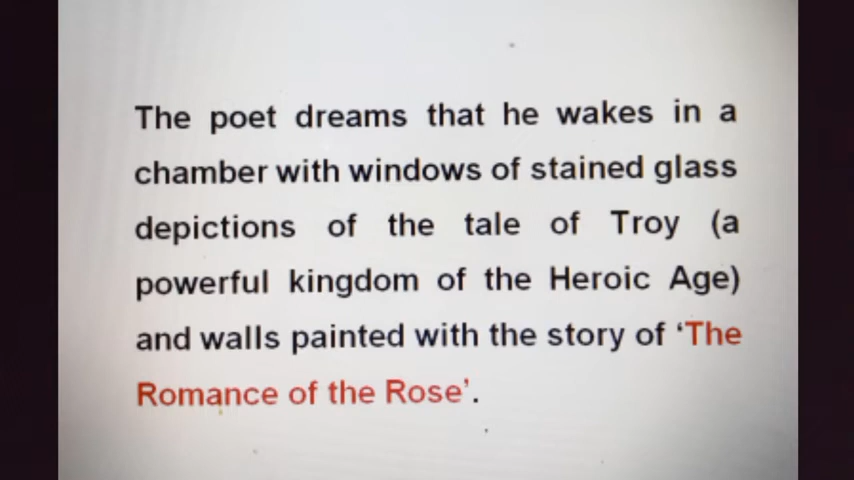 The poet dreams that he wakes in a
chamber with windows of stained glass
depictions of the tale of Troy (a
powerful kingdom of the Heroic Age)
and walls painted with the story of ‘The
Romance of the Rose’.